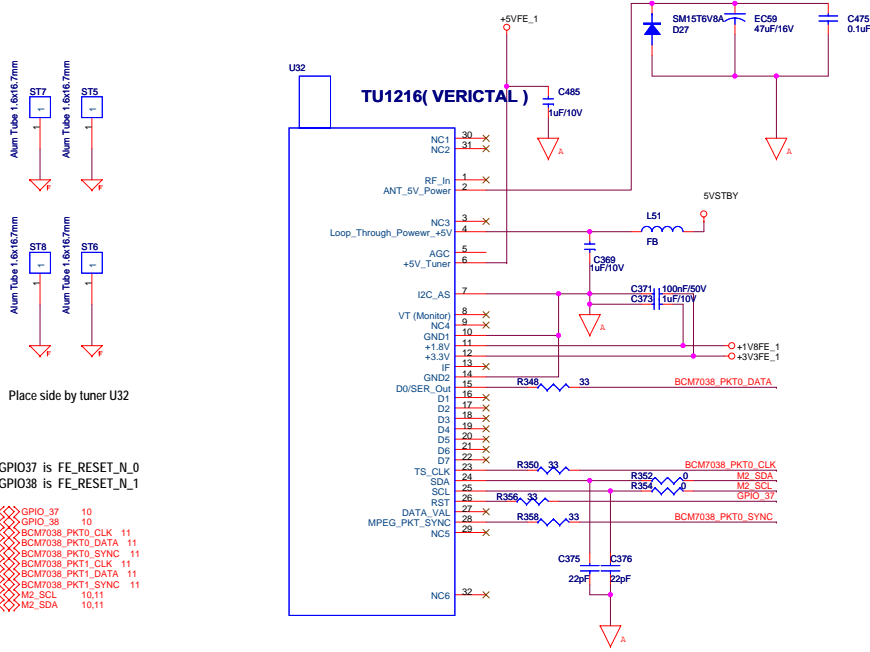 +5VFE_1
SM15T6V8A
D27
EC59
47uF/16V
C475
0.1uF
U32
TU1216( VERICTAL )
C485
1uF/10V
A
A
Alum Tube 1.6x16.7mm
ST7
1
1
F
Alum Tube 1.6x16.7mm
ST5
1
1
F
Alum Tube 1.6x16.7mm
ST8
1
1
F
Alum Tube 1.6x16.7mm
ST6
1
1
F
Place side by tuner U32
NC1 30
NC2 31
RF_In 1
ANT_5V_Power 2
NC3 3
Loop_Through_Powewr_+5V 4
AGC 5
+5V_Tuner 6
I2C_AS 7
VT (Monitor) 8
NC4 9
GND1 10
+1.8V 11
+3.3V 12
IF 13
GND2 14
D0/SER_Out 15
D1 16
D2 17
D3 18
D4 19
D5 20
D6 21
D7 22
TS_CLK 23
SDA 24
SCL 25
RST 26
DATA_VAL 27
MPEG_PKT_SYNC 28
NC5 29
NC6 32
5VSTBY
L51
FB
C369
1uF/10V
C371 100nF/50V
C373 1uF/10V
A
+1V8FE_1
+3V3FE_1
R348 33 BCM7038_PKT0_DATA
R350 33 BCM7038_PKT0_CLK
R352 0 M2_SDA
R354 0 M2_SCL
R356 33 GPIO_37
R358 33 BCM7038_PKT0_SYNC
C375
22pF
C376
22pF
A
GPIO37 is FE_RESET_N_0
GPIO38 is FE_RESET_N_1
GPIO_37 10
GPIO_38 10
BCM7038_PKT0_CLK 11
BCM7038_PKT0_DATA 11
BCM7038_PKT0_SYNC 11
BCM7038_PKT1_CLK 11
BCM7038_PKT1_DATA 11
BCM7038_PKT1_SYNC 11
M2_SCL 10,11
M2_SDA 10,11